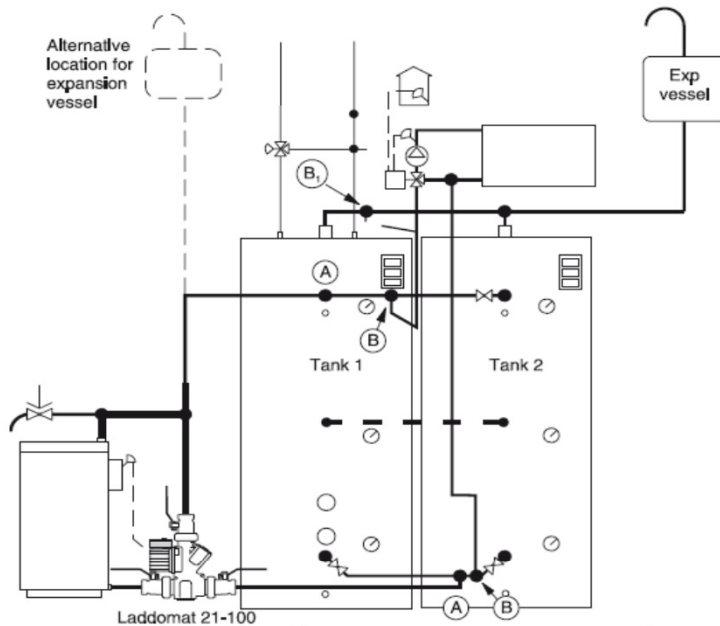 Alternative
location for
expansion
vessel
Exp
vessel
B1
A
B
Tank 1
Tank 2
A
B
Laddomat 21-100